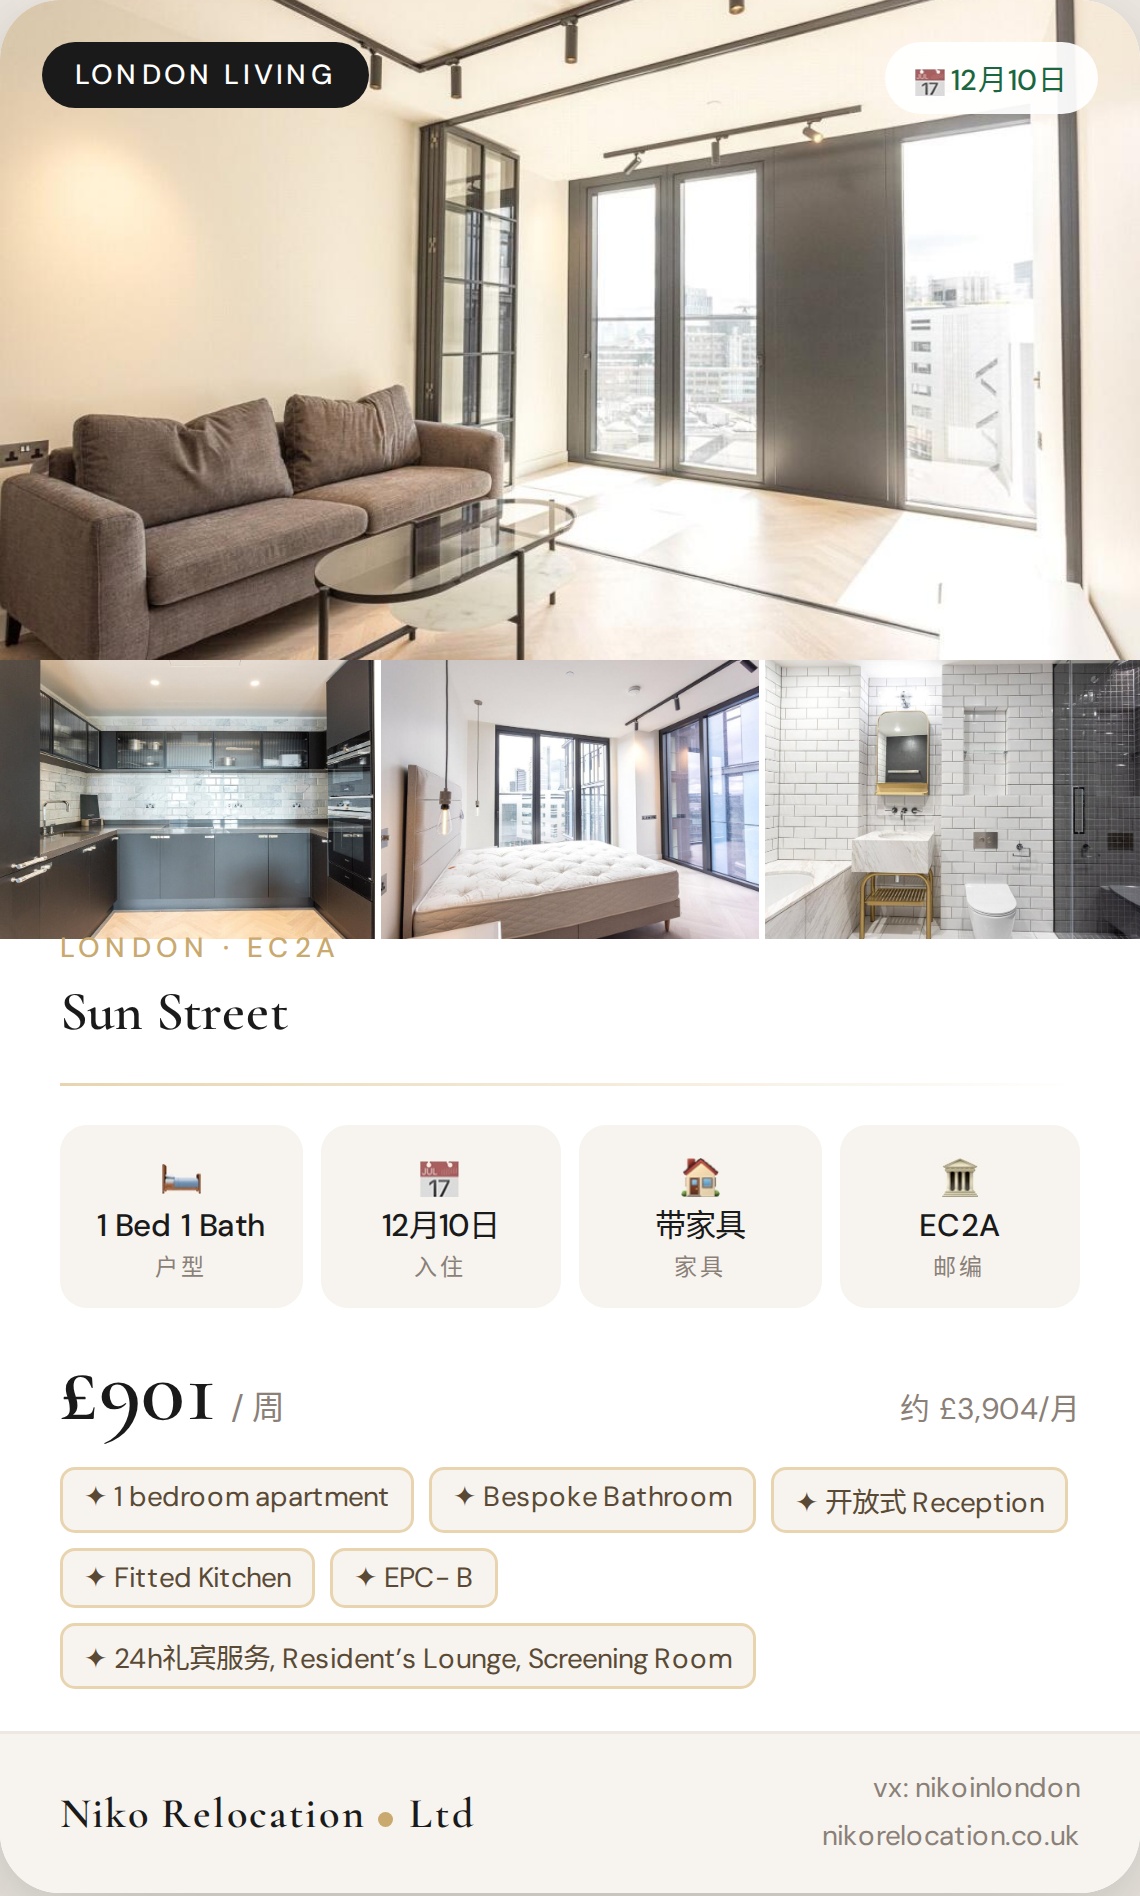 LONDON LIVING
📅 12月10日
LONDON · EC2A
Sun Street
🛏️
1 Bed 1 Bath
户型
📅
12月10日
入住
🏠
带家具
家具
🏛️
EC2A
邮编
£901 / 周
约 £3,904/月
✦ 1 bedroom apartment
✦ Bespoke Bathroom
✦ 开放式 Reception
✦ Fitted Kitchen
✦ EPC- B
✦ 24h礼宾服务, Resident’s Lounge, Screening Room
Niko Relocation ● Ltd
vx: nikoinlondon
nikorelocation.co.uk